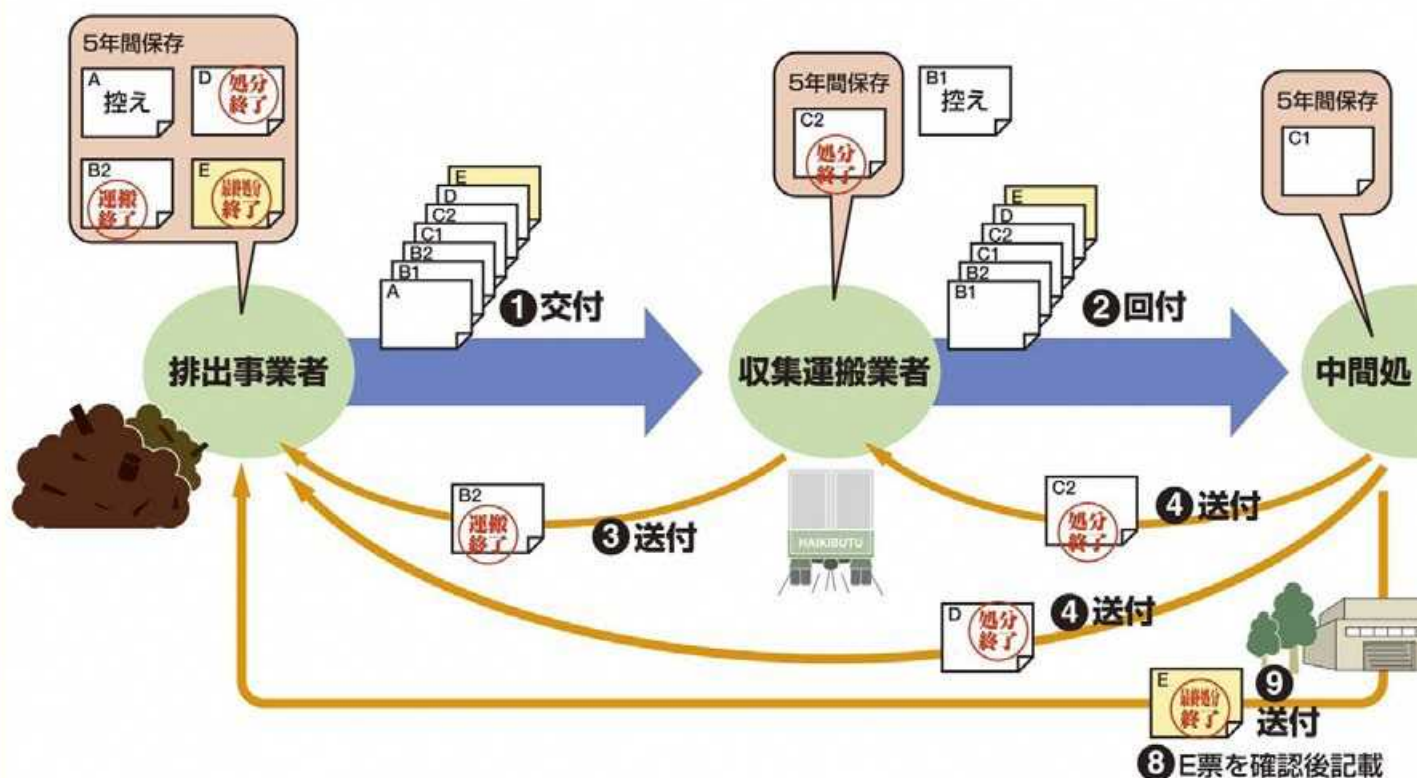 5年間保存
A
控え
D
処分
終了
B2
運搬
終了
E
最終処分
終了
E
D
C2
C1
B2
B1
A
❶交付
排出事業者
5年間保存
C2
処分
終了
B1
控え
E
D
C2
C1
B2
B1
❷回付
収集運搬業者
5年間保存
C1
中間処
B2
運搬
終了
❸送付
HAIKIBUTU
C2
処分
終了
❹送付
D
処分
終了
❹送付
E
最終処分
終了
❾
送付
❽E票を確認後記載